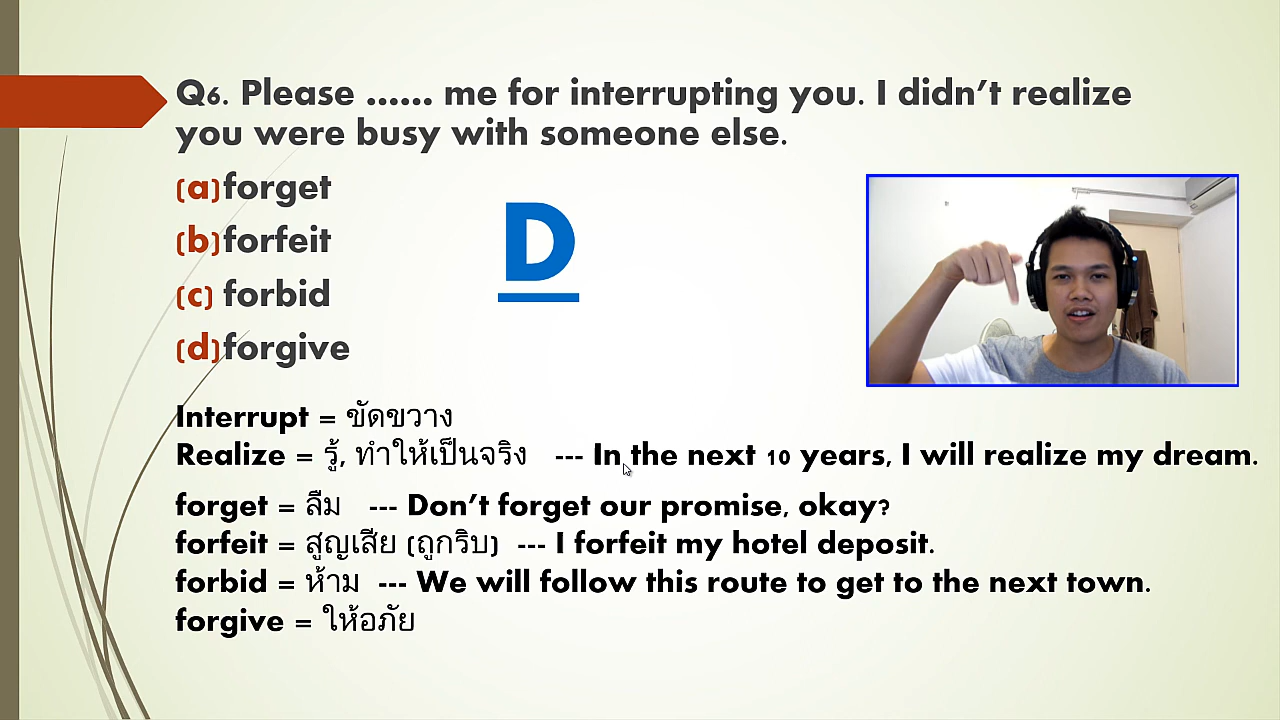 Q6. Please ...... me for interrupting you. I didn't realize
you were busy with someone else.
(a)forget
(b)forfeit
(c) forbid
(d)forgive
D
Interrupt = ขัดขวาง
Realize = รู้, ทำให้เป็นจริง --- In the next 10 years, I will realize my dream.
forget = ลืม --- Don't forget our promise, okay?
forfeit = สูญเสีย (ถูกริบ) --- I forfeit my hotel deposit.
forbid = ห้าม --- We will follow this route to get to the next town.
forgive = ให้อภัย